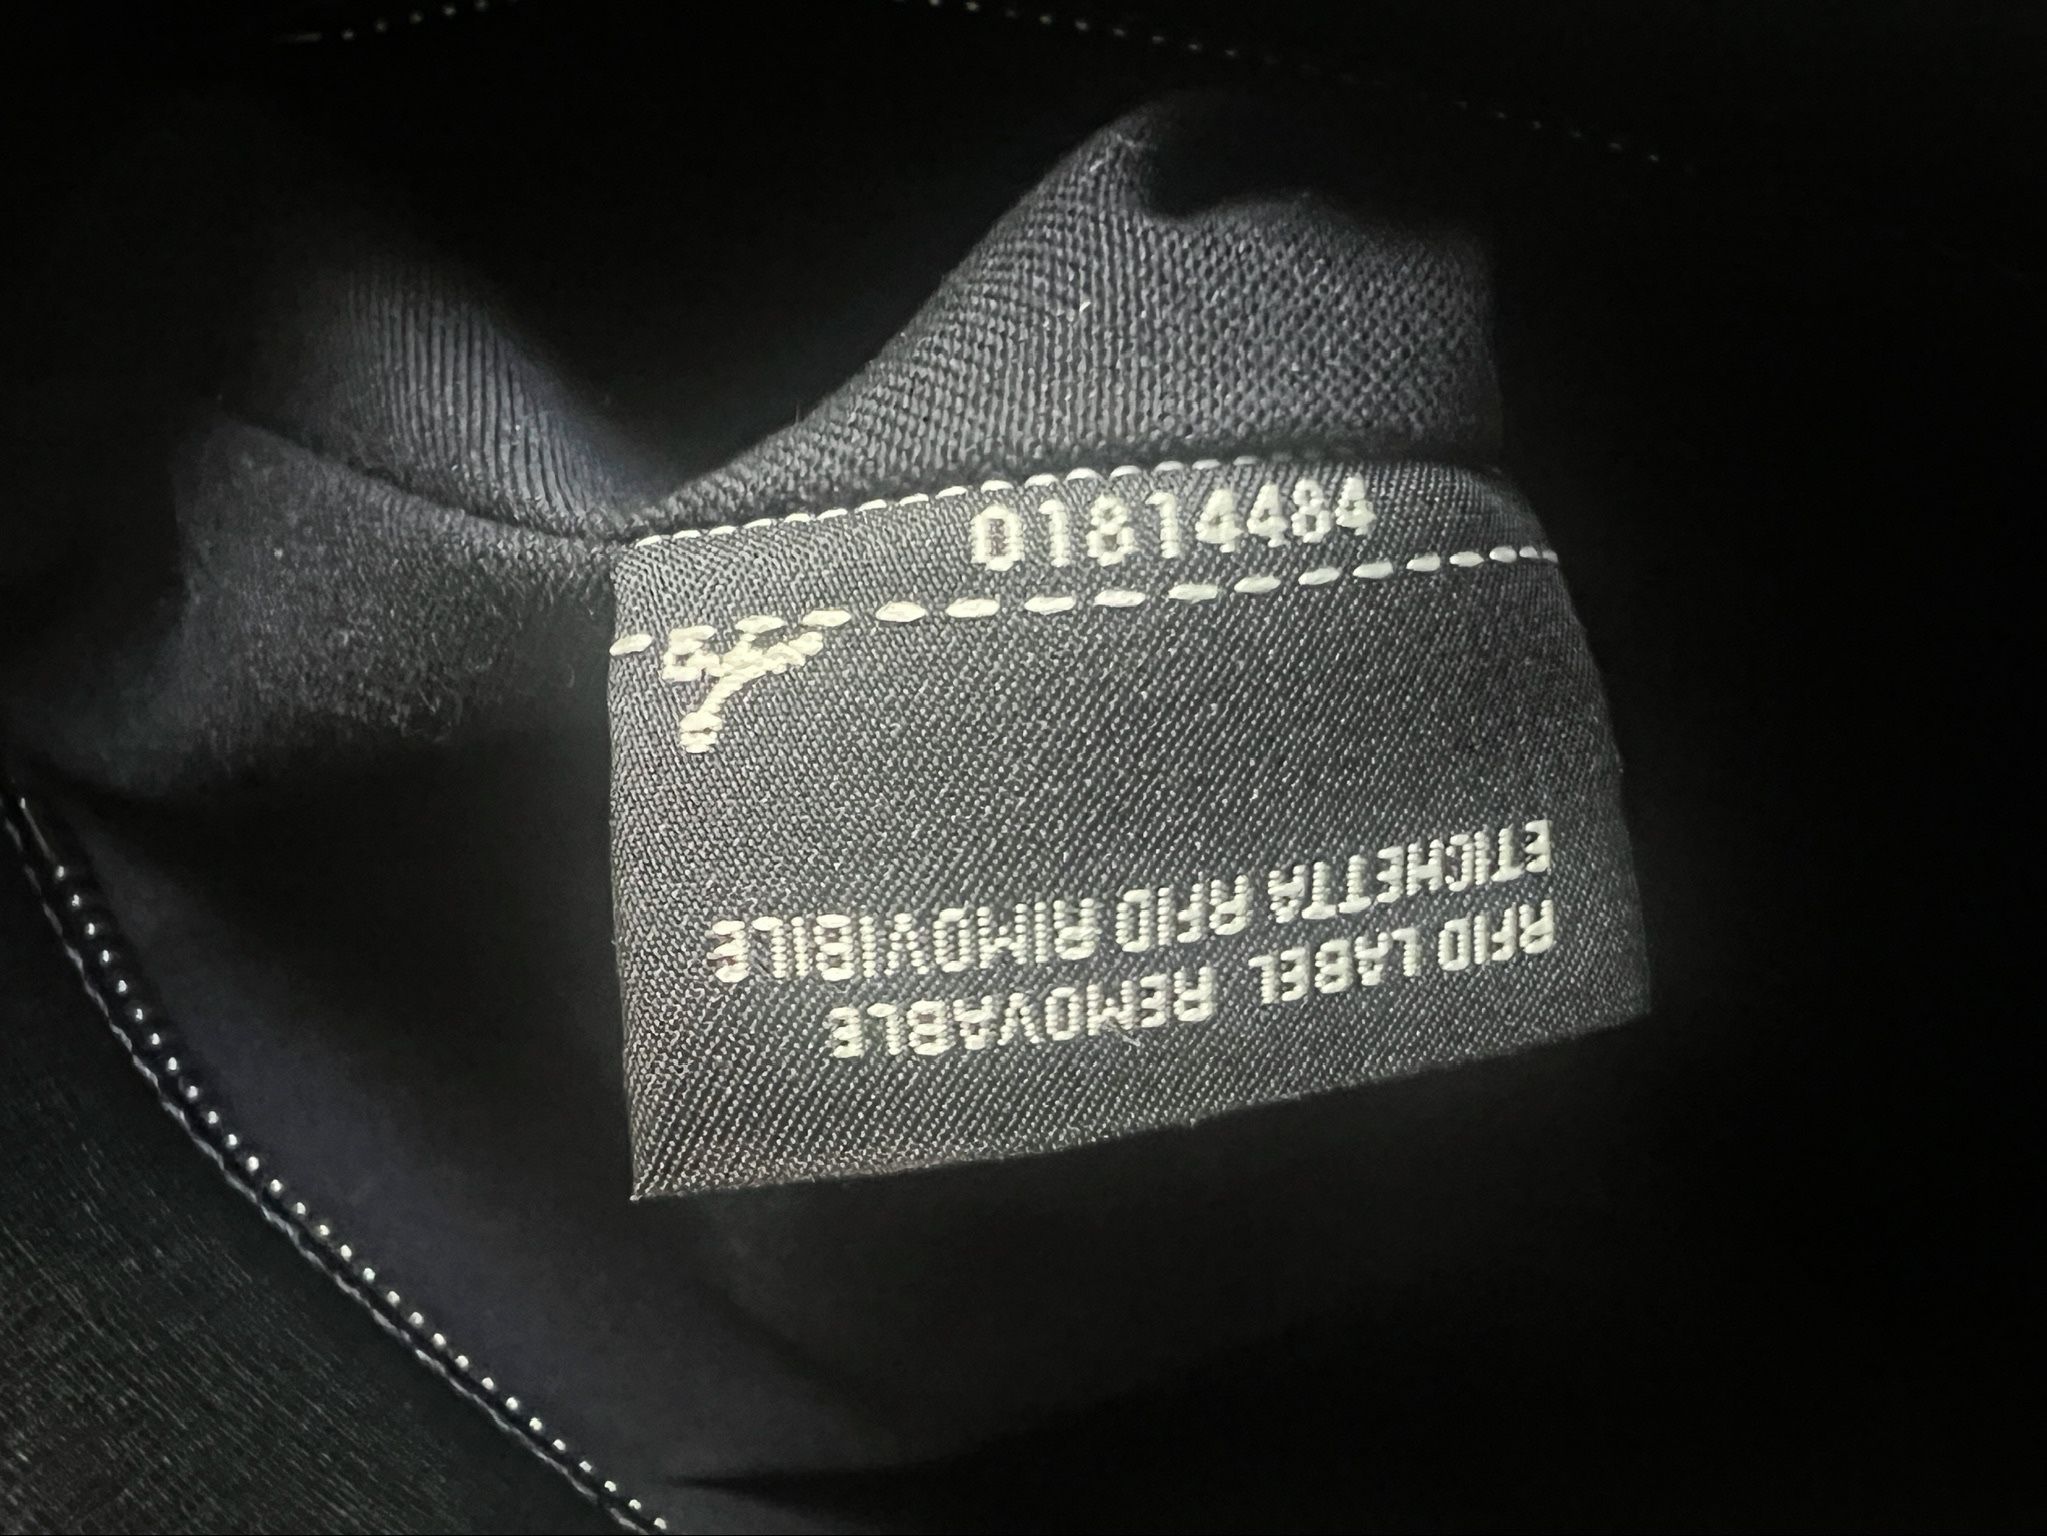 01814484
ETICHETTA RFID RIMOVIBILE
RFID LABEL REMOVABLE